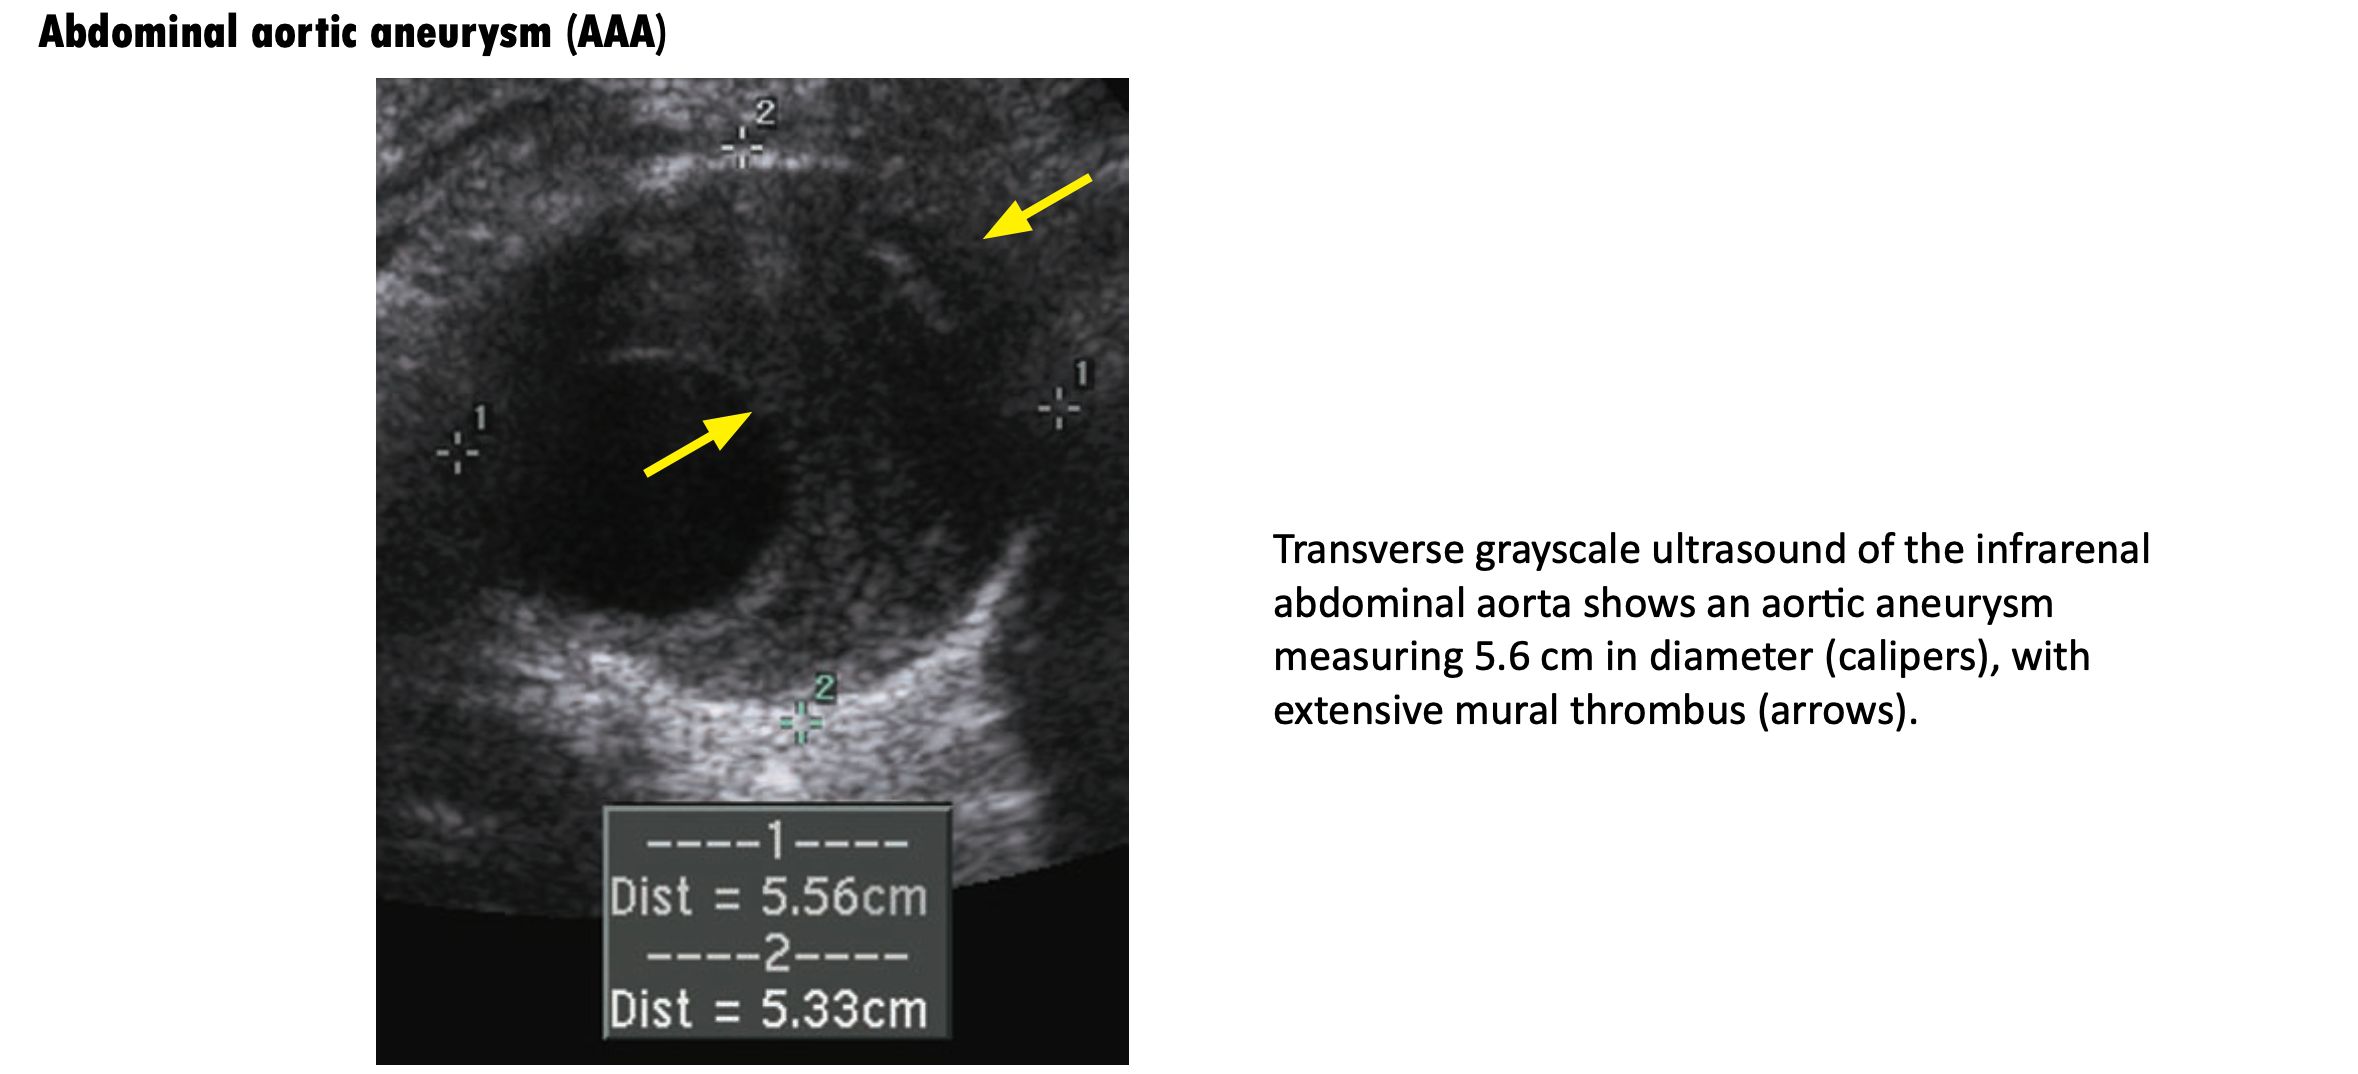 Abdominal aortic aneurysm (AAA)
2
1
1
2
----1----
Dist = 5.56cm
----2----
Dist = 5.33cm
Transverse grayscale ultrasound of the infrarenal
abdominal aorta shows an aortic aneurysm
measuring 5.6 cm in diameter (calipers), with
extensive mural thrombus (arrows).